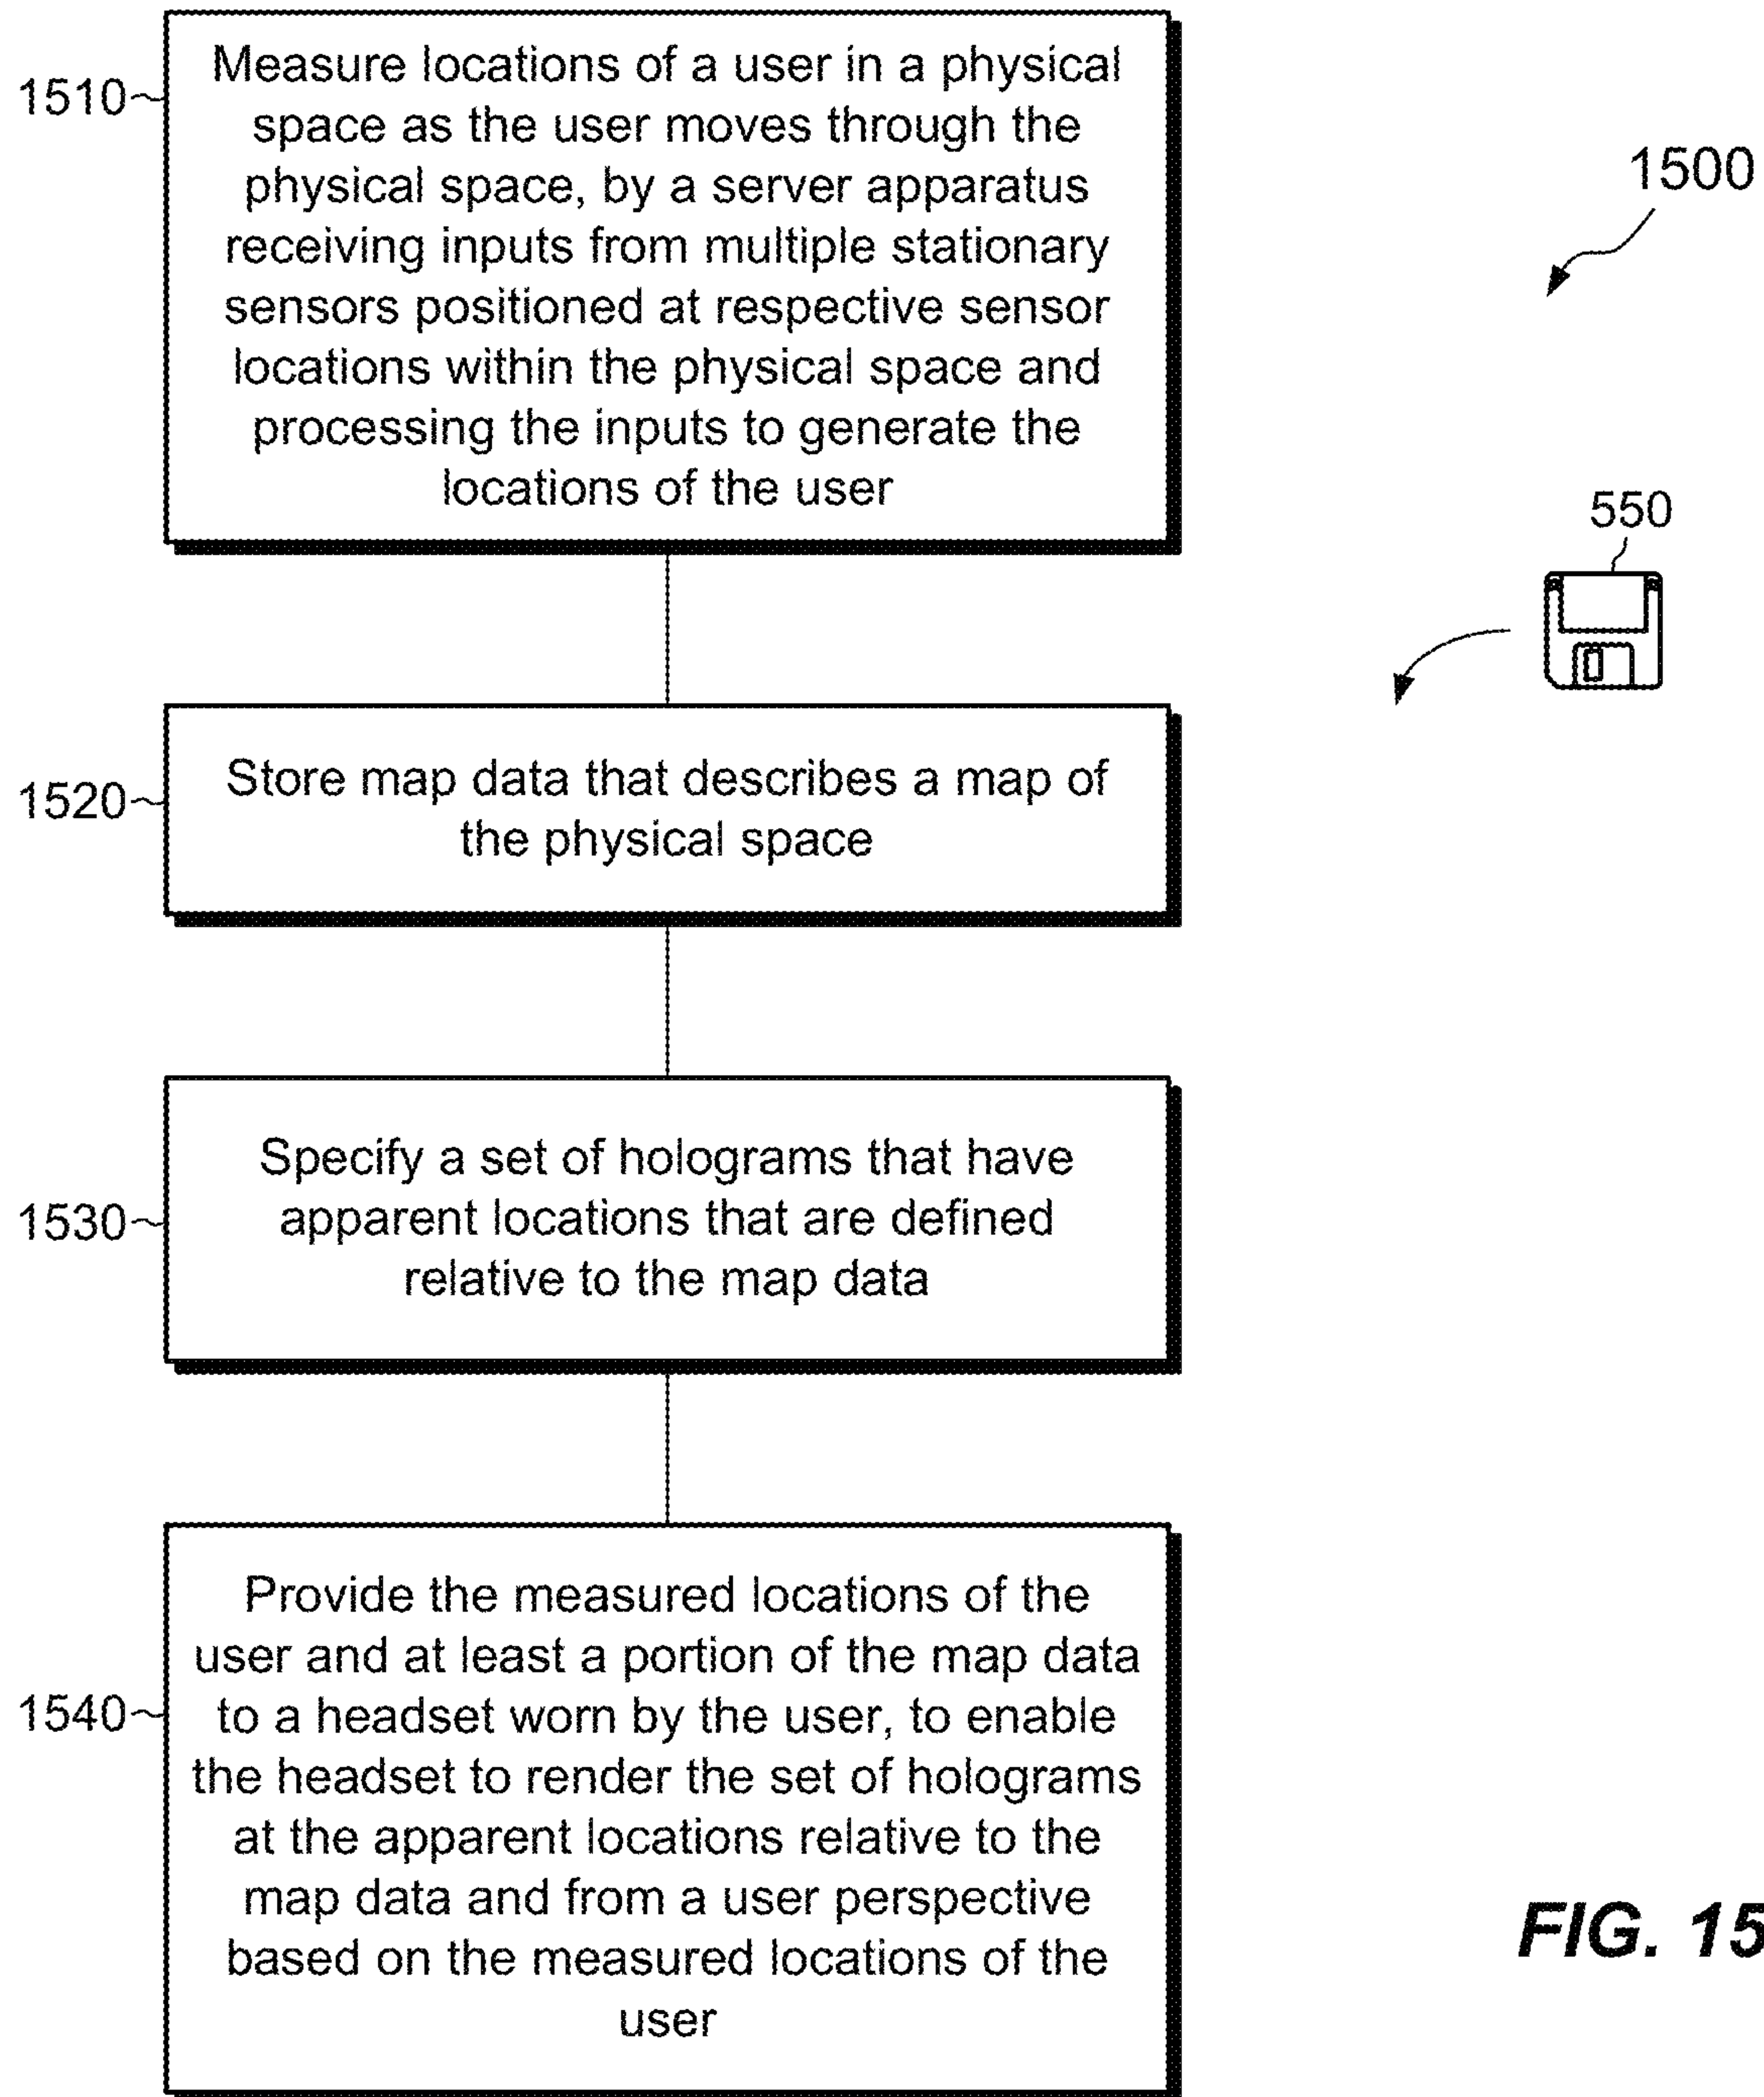 1510
Measure locations of a user in a physical
space as the user moves through the
physical space, by a server apparatus
receiving inputs from multiple stationary
sensors positioned at respective sensor
locations within the physical space and
processing the inputs to generate the
locations of the user
1500
550
1520
Store map data that describes a map of
the physical space
1530
Specify a set of holograms that have
apparent locations that are defined
relative to the map data
1540
Provide the measured locations of the
user and at least a portion of the map data
to a headset worn by the user, to enable
the headset to render the set of holograms
at the apparent locations relative to the
map data and from a user perspective
based on the measured locations of the
user
FIG. 15